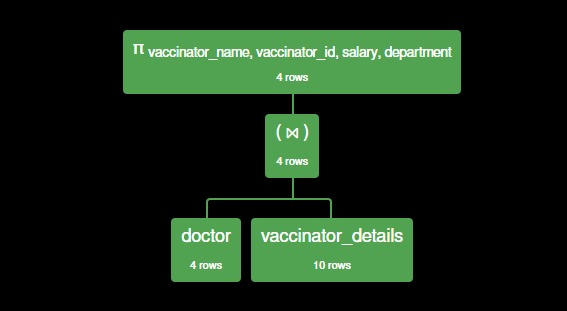 π vaccinator_name, vaccinator_id, salary, department
4 rows
( ⋈ )
4 rows
doctor
4 rows
vaccinator_details
10 rows